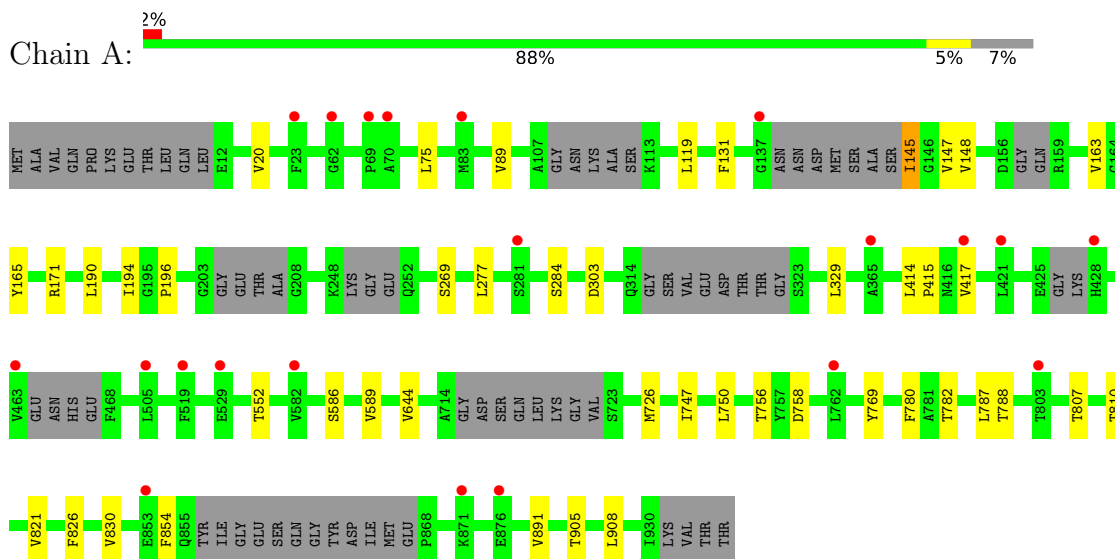 2%
Chain A:
88% 5% 7%
MET ALA VAL GLN PRO LYS GLU THR LEU GLN LEU E12 V20 F23 G62 P69 A70 L75 M83 V89 A107 GLY ASN LYS ALA SER K113 L119 F131 G137 ASN ASN ASP MET SER ALA SER I145 G146 V147 V148 D156 GLY GLN R159 V163 G164
Y165 R171 L190 I194 G195 P196 G203 GLY GLU THR ALA G208 K248 LYS GLY GLU Q252 S269 L277 S281 S284 D303 Q314 GLY SER VAL GLU ASP THR THR GLY S323 L329 A365 L414 P415 N416 V417 L421 E425 GLY LYS H428
V463 GLU ASN HIS GLU F468 L505 F519 E529 T552 V582 S586 V589 V644 A714 GLY ASP SER GLN LEU LYS GLY VAL S723 M726 I747 L750 T756 Y757 D758 L762 Y769 F780 A781 T782 L787 T788 T803 T807 T810
V821 F826 V830 E853 F854 Q855 TYR ILE GLY GLU SER GLN GLY TYR ASP ILE MET GLU P868 K871 E876 V891 T905 L908 I930 LYS VAL THR THR